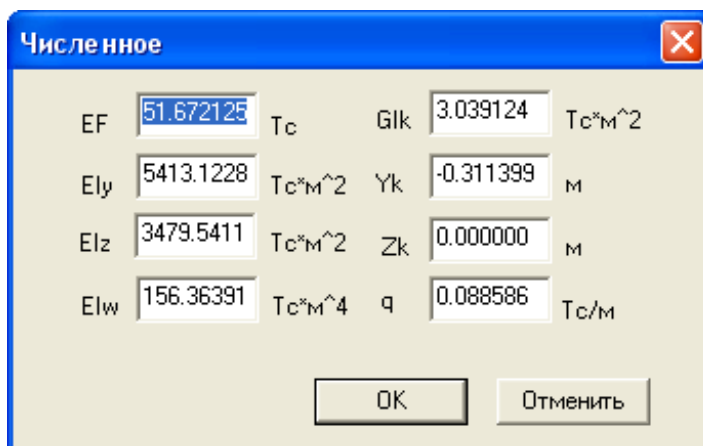 Численное
EF 51.672125 Тс GIk 3.039124 Тс*м^2
EIy 5413.1228 Тс*м^2 Yk -0.311399 м
EIz 3479.5411 Тс*м^2 Zk 0.000000 м
EIw 156.36391 Тс*м^4 q 0.088586 Тс/м
OK Отменить